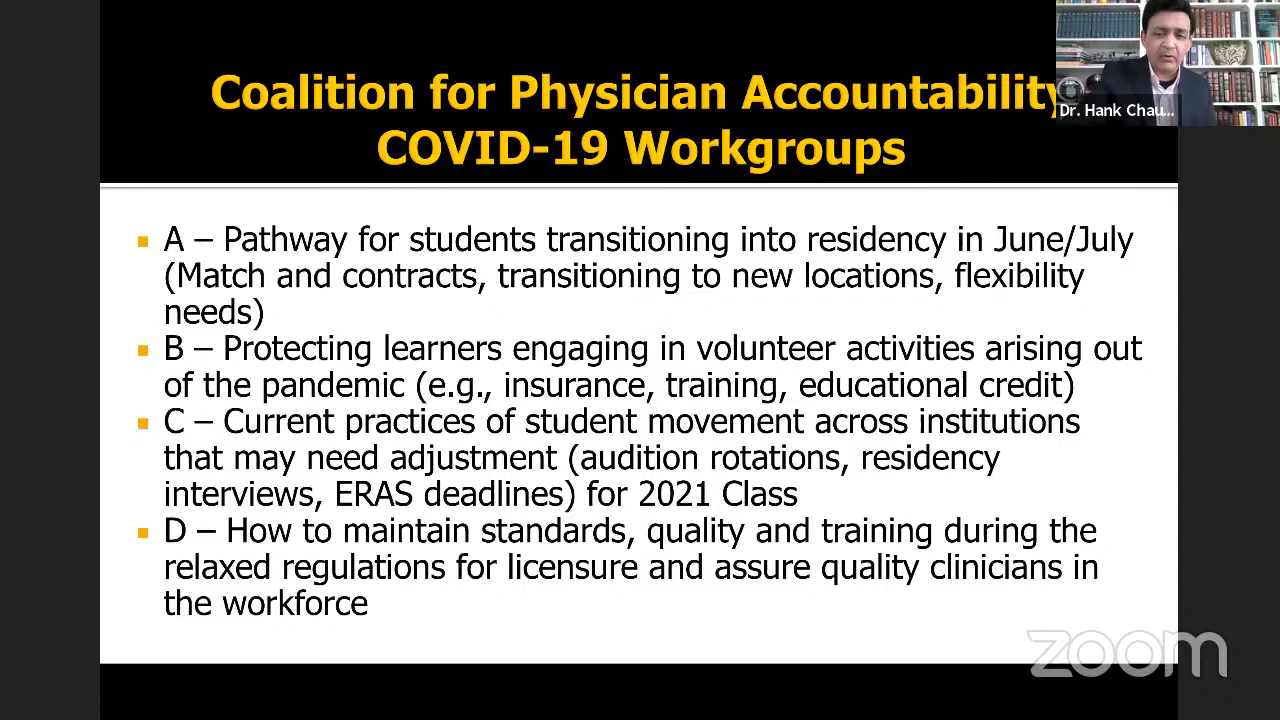 Coalition for Physician Accountability
COVID-19 Workgroups
Dr. Hank Chau...
A – Pathway for students transitioning into residency in June/July
(Match and contracts, transitioning to new locations, flexibility
needs)
B – Protecting learners engaging in volunteer activities arising out
of the pandemic (e.g., insurance, training, educational credit)
C – Current practices of student movement across institutions
that may need adjustment (audition rotations, residency
interviews, ERAS deadlines) for 2021 Class
D – How to maintain standards, quality and training during the
relaxed regulations for licensure and assure quality clinicians in
the workforce
zoom